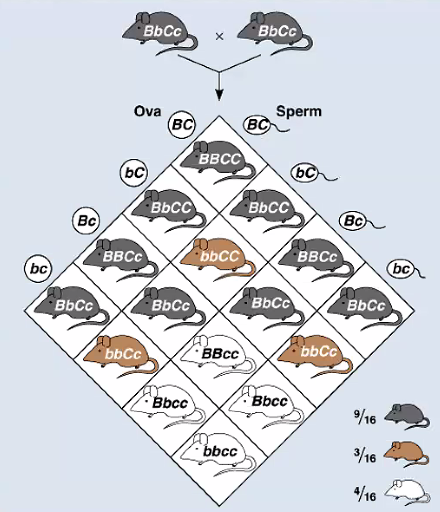 BbCc × BbCc
Ova BC BC Sperm
BBCC
bC bC
BbCC BbCC
Bc Bc
BBCc bbCC BBCc
bc bc
BbCc BbCc BbCc BbCc
bbCc BBcc bbCc
Bbcc Bbcc
9/16
bbcc
3/16
4/16